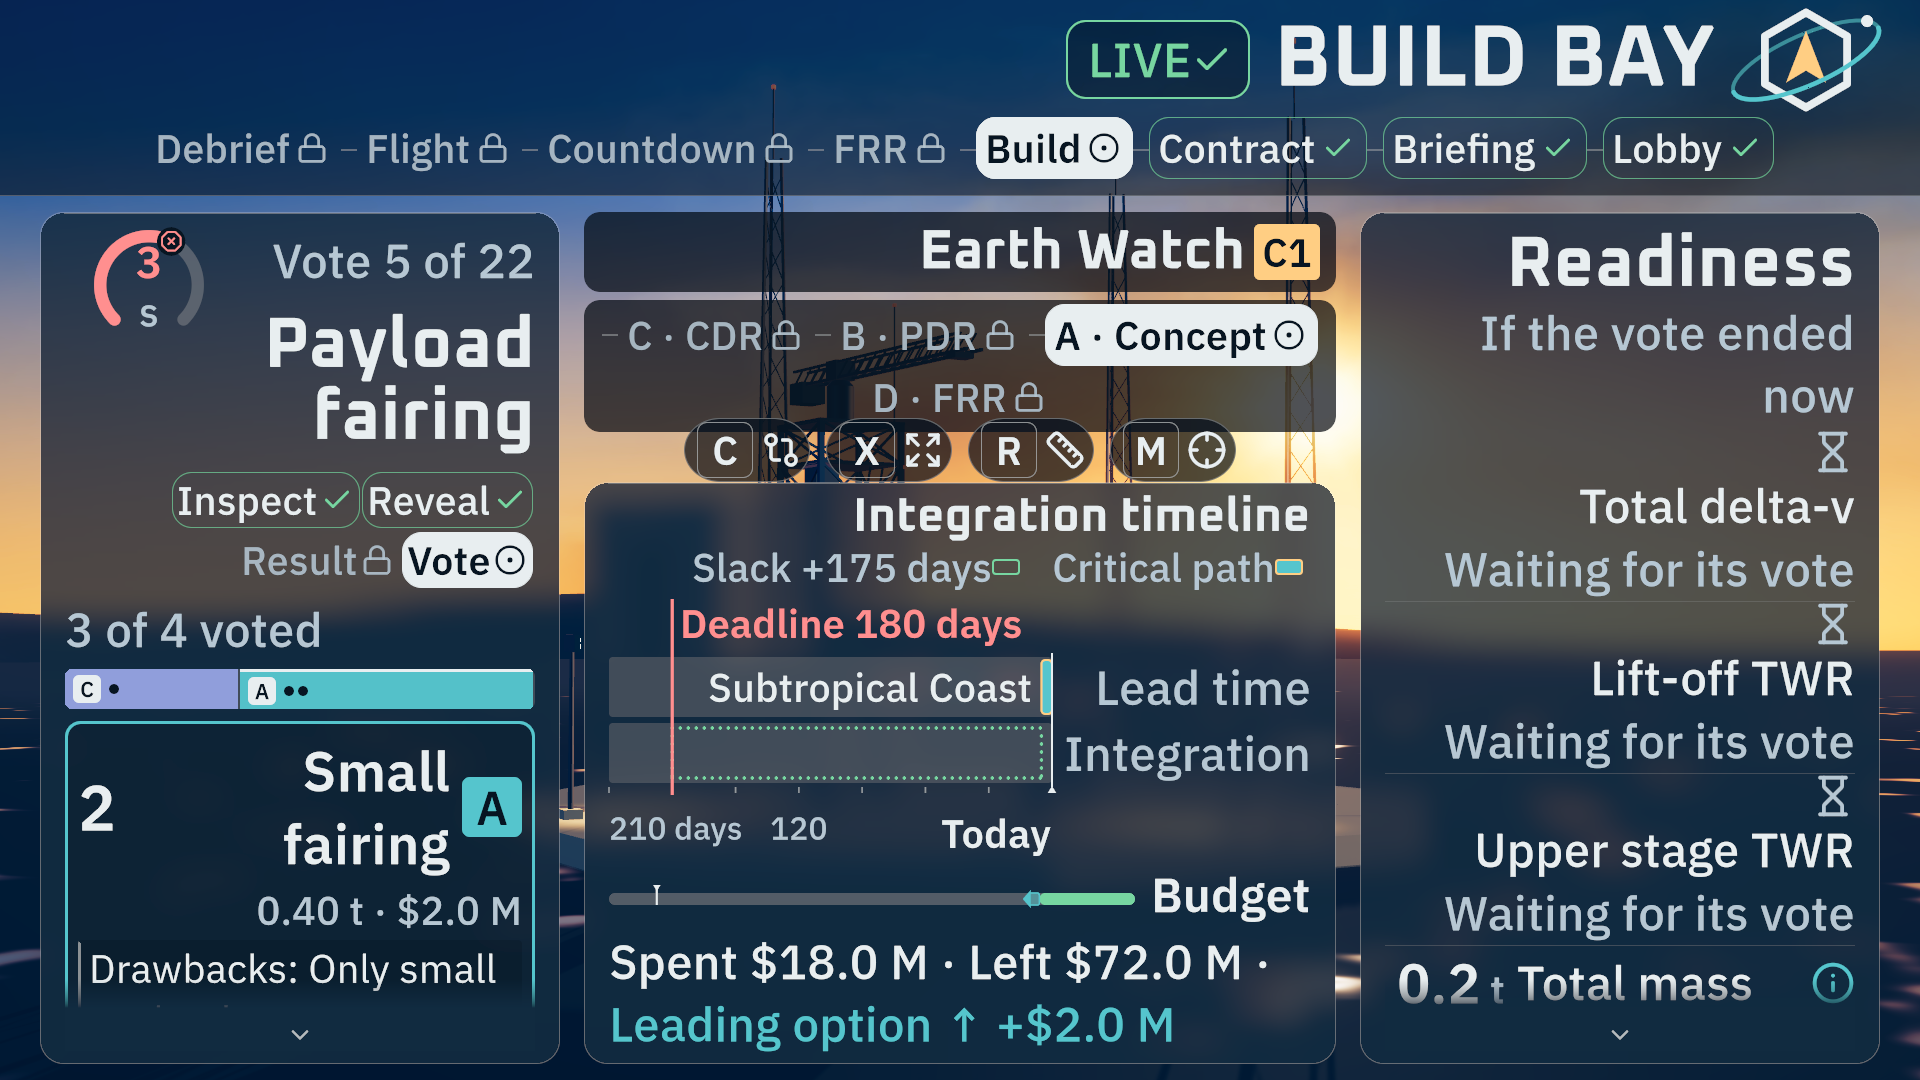 LIVE
BUILD BAY
Debrief – Flight – Countdown – FRR – Build Contract Briefing Lobby
3 s
Vote 5 of 22
Payload
fairing
Inspect Reveal
Result Vote
3 of 4 voted
C A
2
Small
fairing
A
0.40 t · $2.0 M
Drawbacks: Only small
Earth Watch C1
– C · CDR – B · PDR – A · Concept
D · FRR
C X R M
Integration timeline
Slack +175 days Critical path
Deadline 180 days
Subtropical Coast Lead time
Integration
210 days 120 Today
Budget
Spent $18.0 M · Left $72.0 M ·
Leading option ↑ +$2.0 M
Readiness
If the vote ended
now
Total delta-v
Waiting for its vote
Lift-off TWR
Waiting for its vote
Upper stage TWR
Waiting for its vote
0.2 t Total mass